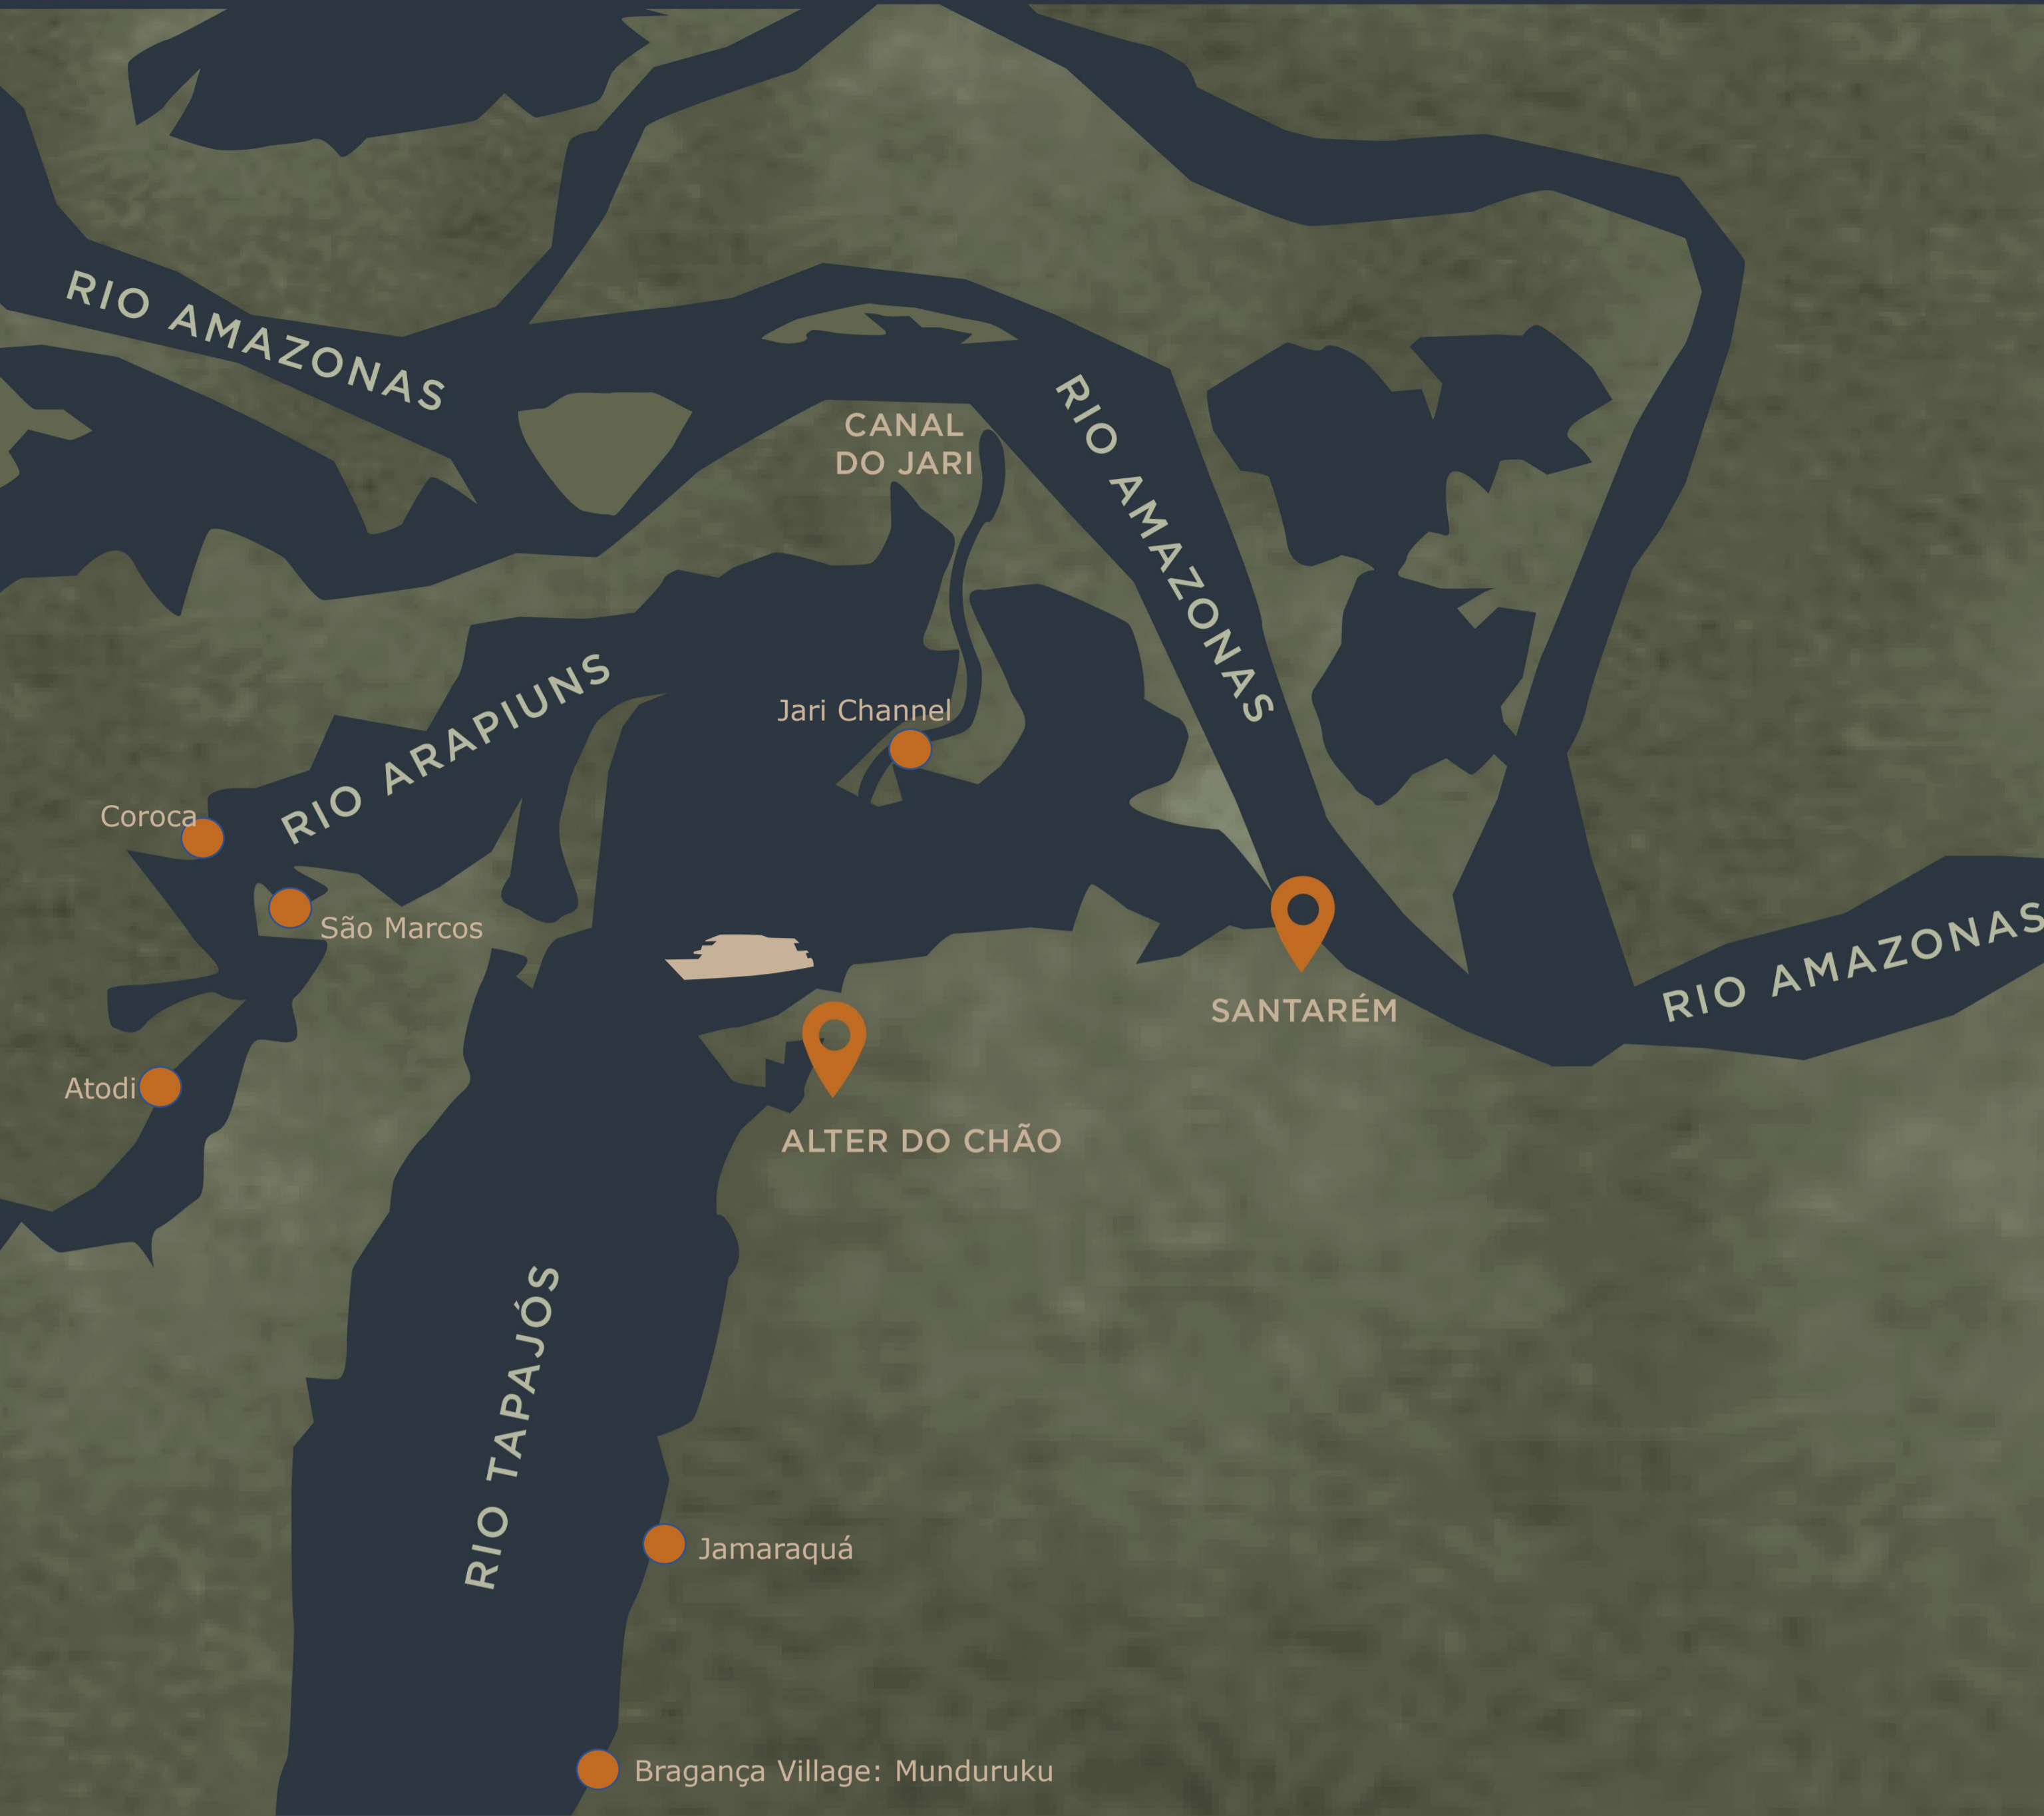 RIO AMAZONAS
CANAL
DO JARI
RIO AMAZONAS
RIO ARAPIUNS
Jari Channel
Coroca
São Marcos
SANTARÉM
RIO AMAZONAS
Atodi
ALTER DO CHÃO
RIO TAPAJÓS
Jamaraquá
Bragança Village: Munduruku